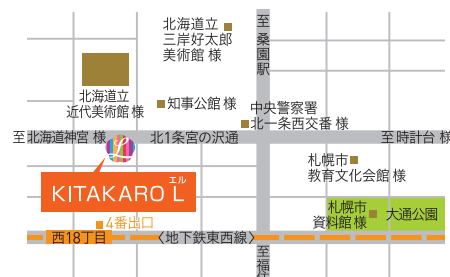 北海道立
三岸好太郎
美術館 様
至 桑園駅
北海道立
近代美術館 様
知事公館 様
中央警察署
北一条西交番 様
至 北海道神宮 様
北1条宮の沢通
至 時計台 様
L
エル
KITAKARO L
札幌市
教育文化会館 様
札幌市
資料館 様
大通公園
4番出口
西18丁目
〈地下鉄東西線〉
至 福住